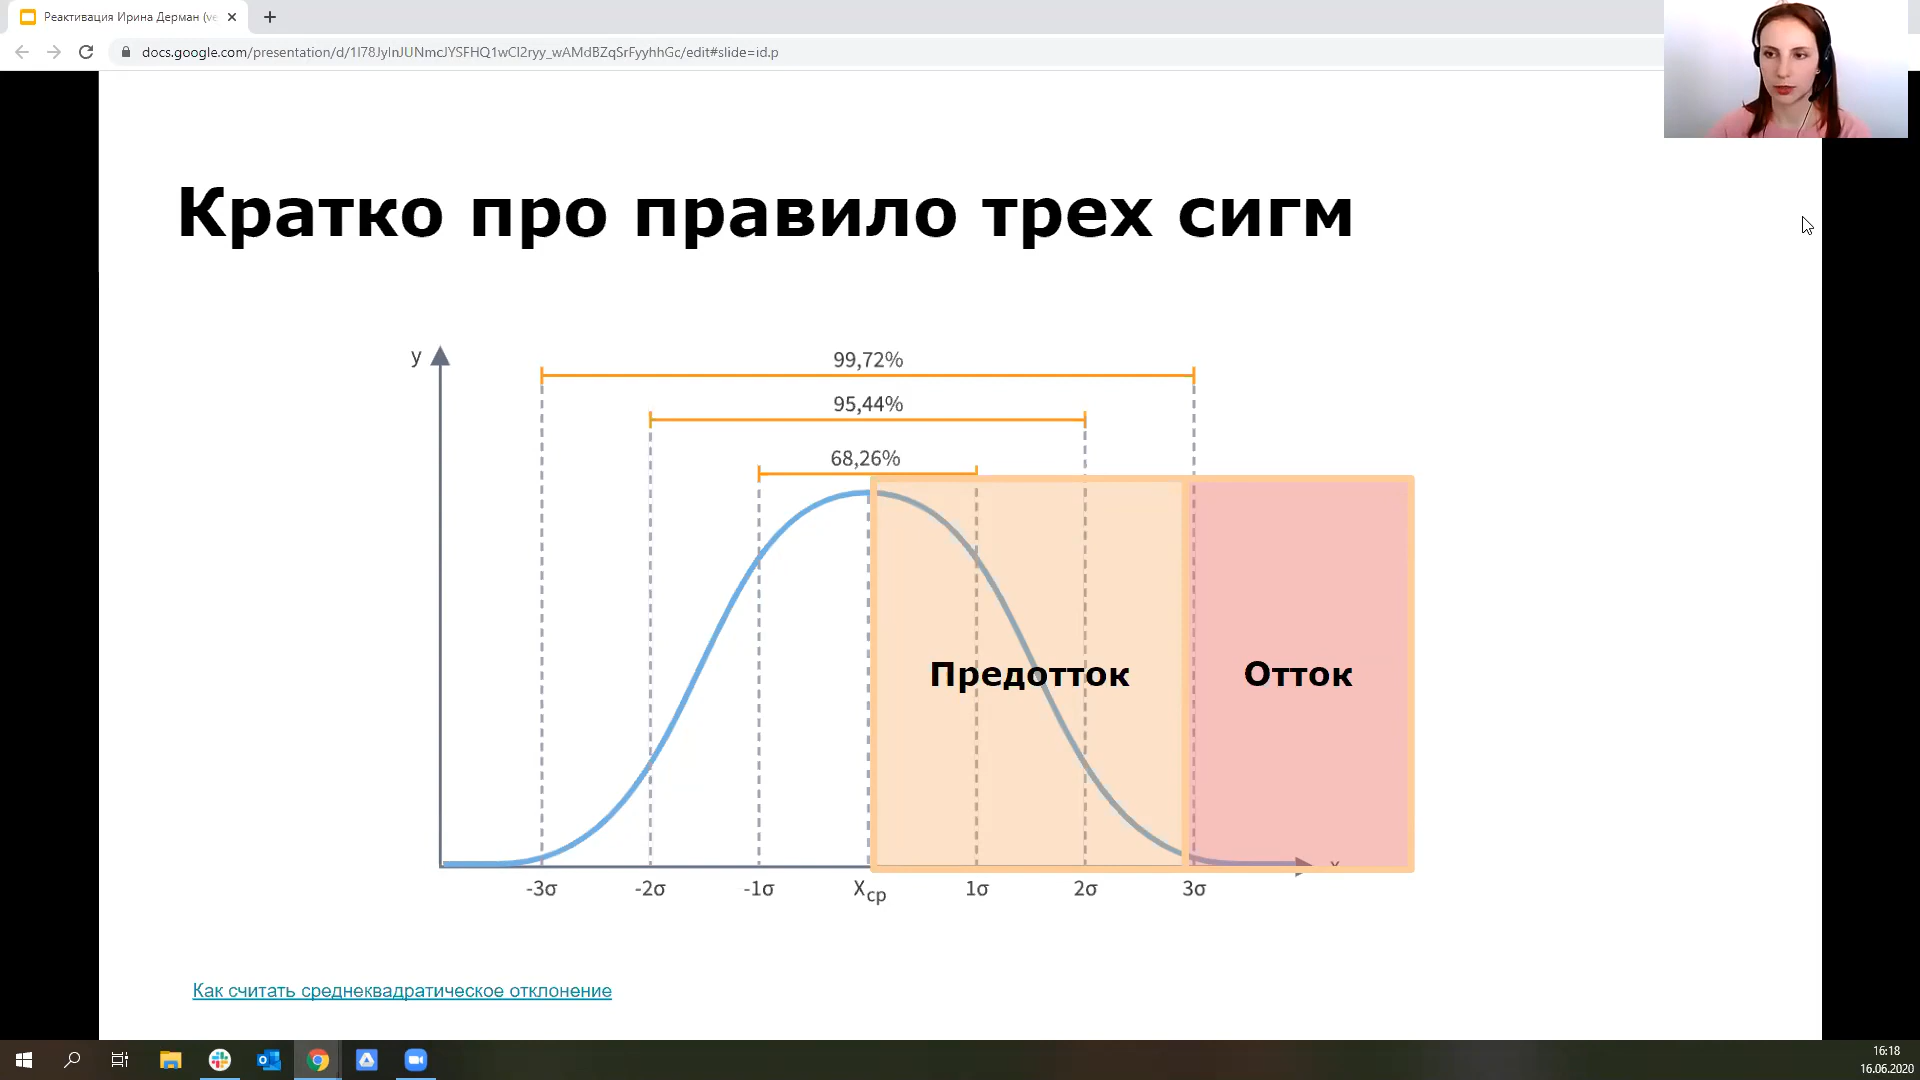 Реактивация Ирина Дерман (ve
docs.google.com/presentation/d/1I78JyInJUNmcJYSFHQ1wCI2ryy_wAMdBZqSrFyyhhGc/edit#slide=id.p
Кратко про правило трех сигм
y
99,72%
95,44%
68,26%
Предотток
Отток
x
-3σ
-2σ
-1σ
Xср
1σ
2σ
3σ
Как считать среднеквадратическое отклонение
16:18
16.06.2020